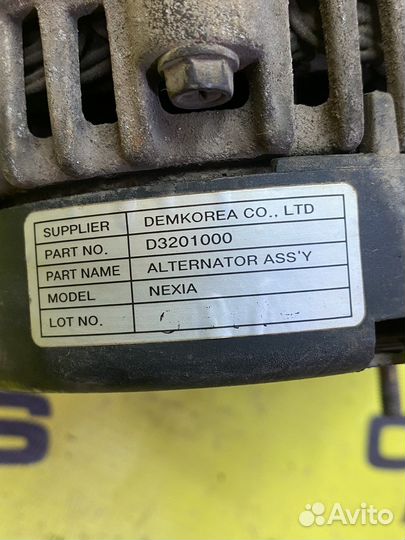 SUPPLIER DEMKOREA CO., LTD
PART NO. D3201000
PART NAME ALTERNATOR ASS'Y
MODEL NEXIA
LOT NO.
Avito